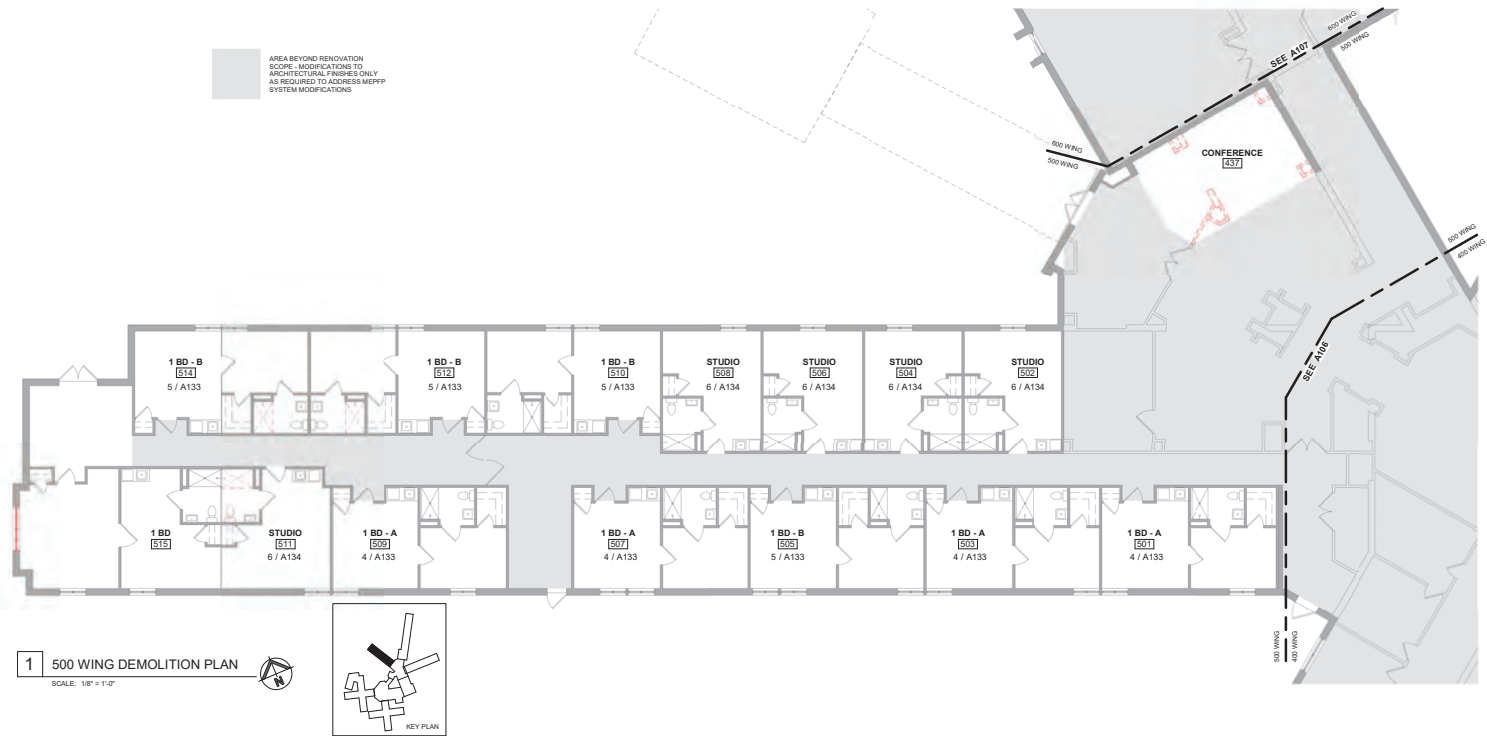 AREA BEYOND RENOVATION
SCOPE - MODIFICATIONS TO
ARCHITECTURAL FINISHES ONLY
AS REQUIRED TO ADDRESS MEPFP
SYSTEM MODIFICATIONS
600 WING
500 WING
SEE A107
600 WING
500 WING
CONFERENCE
437
500 WING
400 WING
SEE A106
1 BD - B
514
5 / A133
1 BD - B
512
5 / A133
1 BD - B
510
5 / A133
STUDIO
508
6 / A134
STUDIO
506
6 / A134
STUDIO
504
6 / A134
STUDIO
502
6 / A134
1 BD
515
STUDIO
511
6 / A134
1 BD - A
509
4 / A133
1 BD - A
507
4 / A133
1 BD - B
505
5 / A133
1 BD - A
503
4 / A133
1 BD - A
501
4 / A133
500 WING
400 WING
1 500 WING DEMOLITION PLAN
SCALE: 1/8" = 1'-0"
N
KEY PLAN